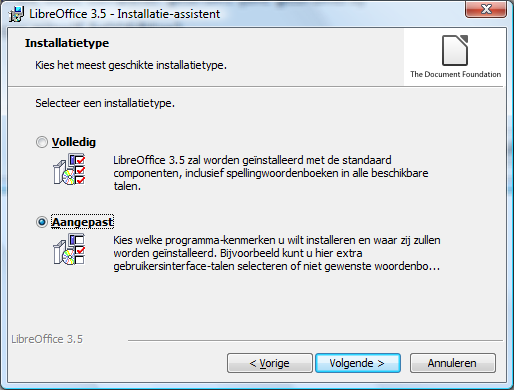 LibreOffice 3.5 - Installatie-assistent
Installatietype
Kies het meest geschikte installatietype.
The Document Foundation
Selecteer een installatietype.
Volledig
LibreOffice 3.5 zal worden geïnstalleerd met de standaard
componenten, inclusief spellingwoordenboeken in alle beschikbare
talen.
Aangepast
Kies welke programma-kenmerken u wilt installeren en waar zij zullen
worden geïnstalleerd. Bijvoorbeeld kunt u hier extra
gebruikersinterface-talen selecteren of niet gewenste woordenbo...
LibreOffice 3.5
< Vorige
Volgende >
Annuleren